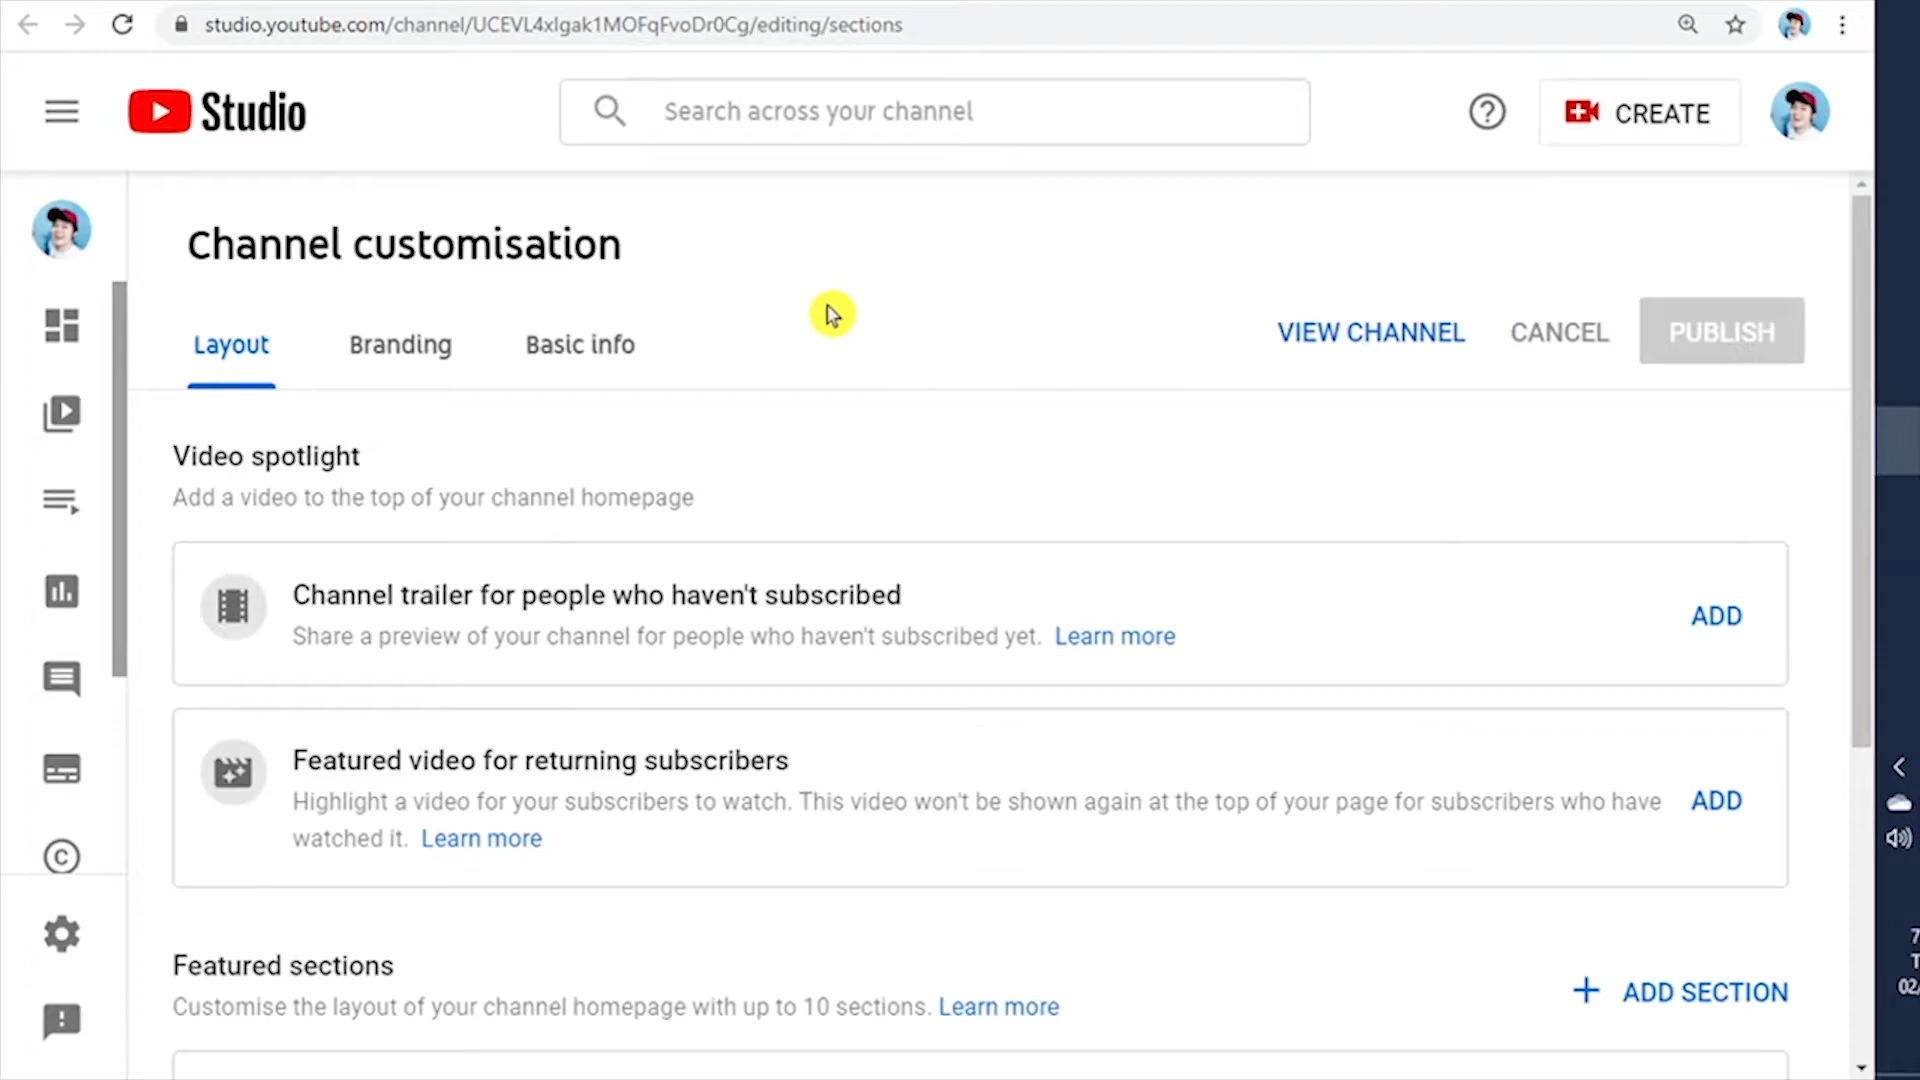 studio.youtube.com/channel/UCEVL4xIgak1MOFqFvoDr0Cg/editing/sections
Studio
Search across your channel
CREATE
Channel customisation
Layout
Branding
Basic info
VIEW CHANNEL
CANCEL
PUBLISH
Video spotlight
Add a video to the top of your channel homepage
Channel trailer for people who haven't subscribed
Share a preview of your channel for people who haven't subscribed yet. Learn more
ADD
Featured video for returning subscribers
Highlight a video for your subscribers to watch. This video won't be shown again at the top of your page for subscribers who have
watched it. Learn more
ADD
Featured sections
Customise the layout of your channel homepage with up to 10 sections. Learn more
+ ADD SECTION
7
T
02/